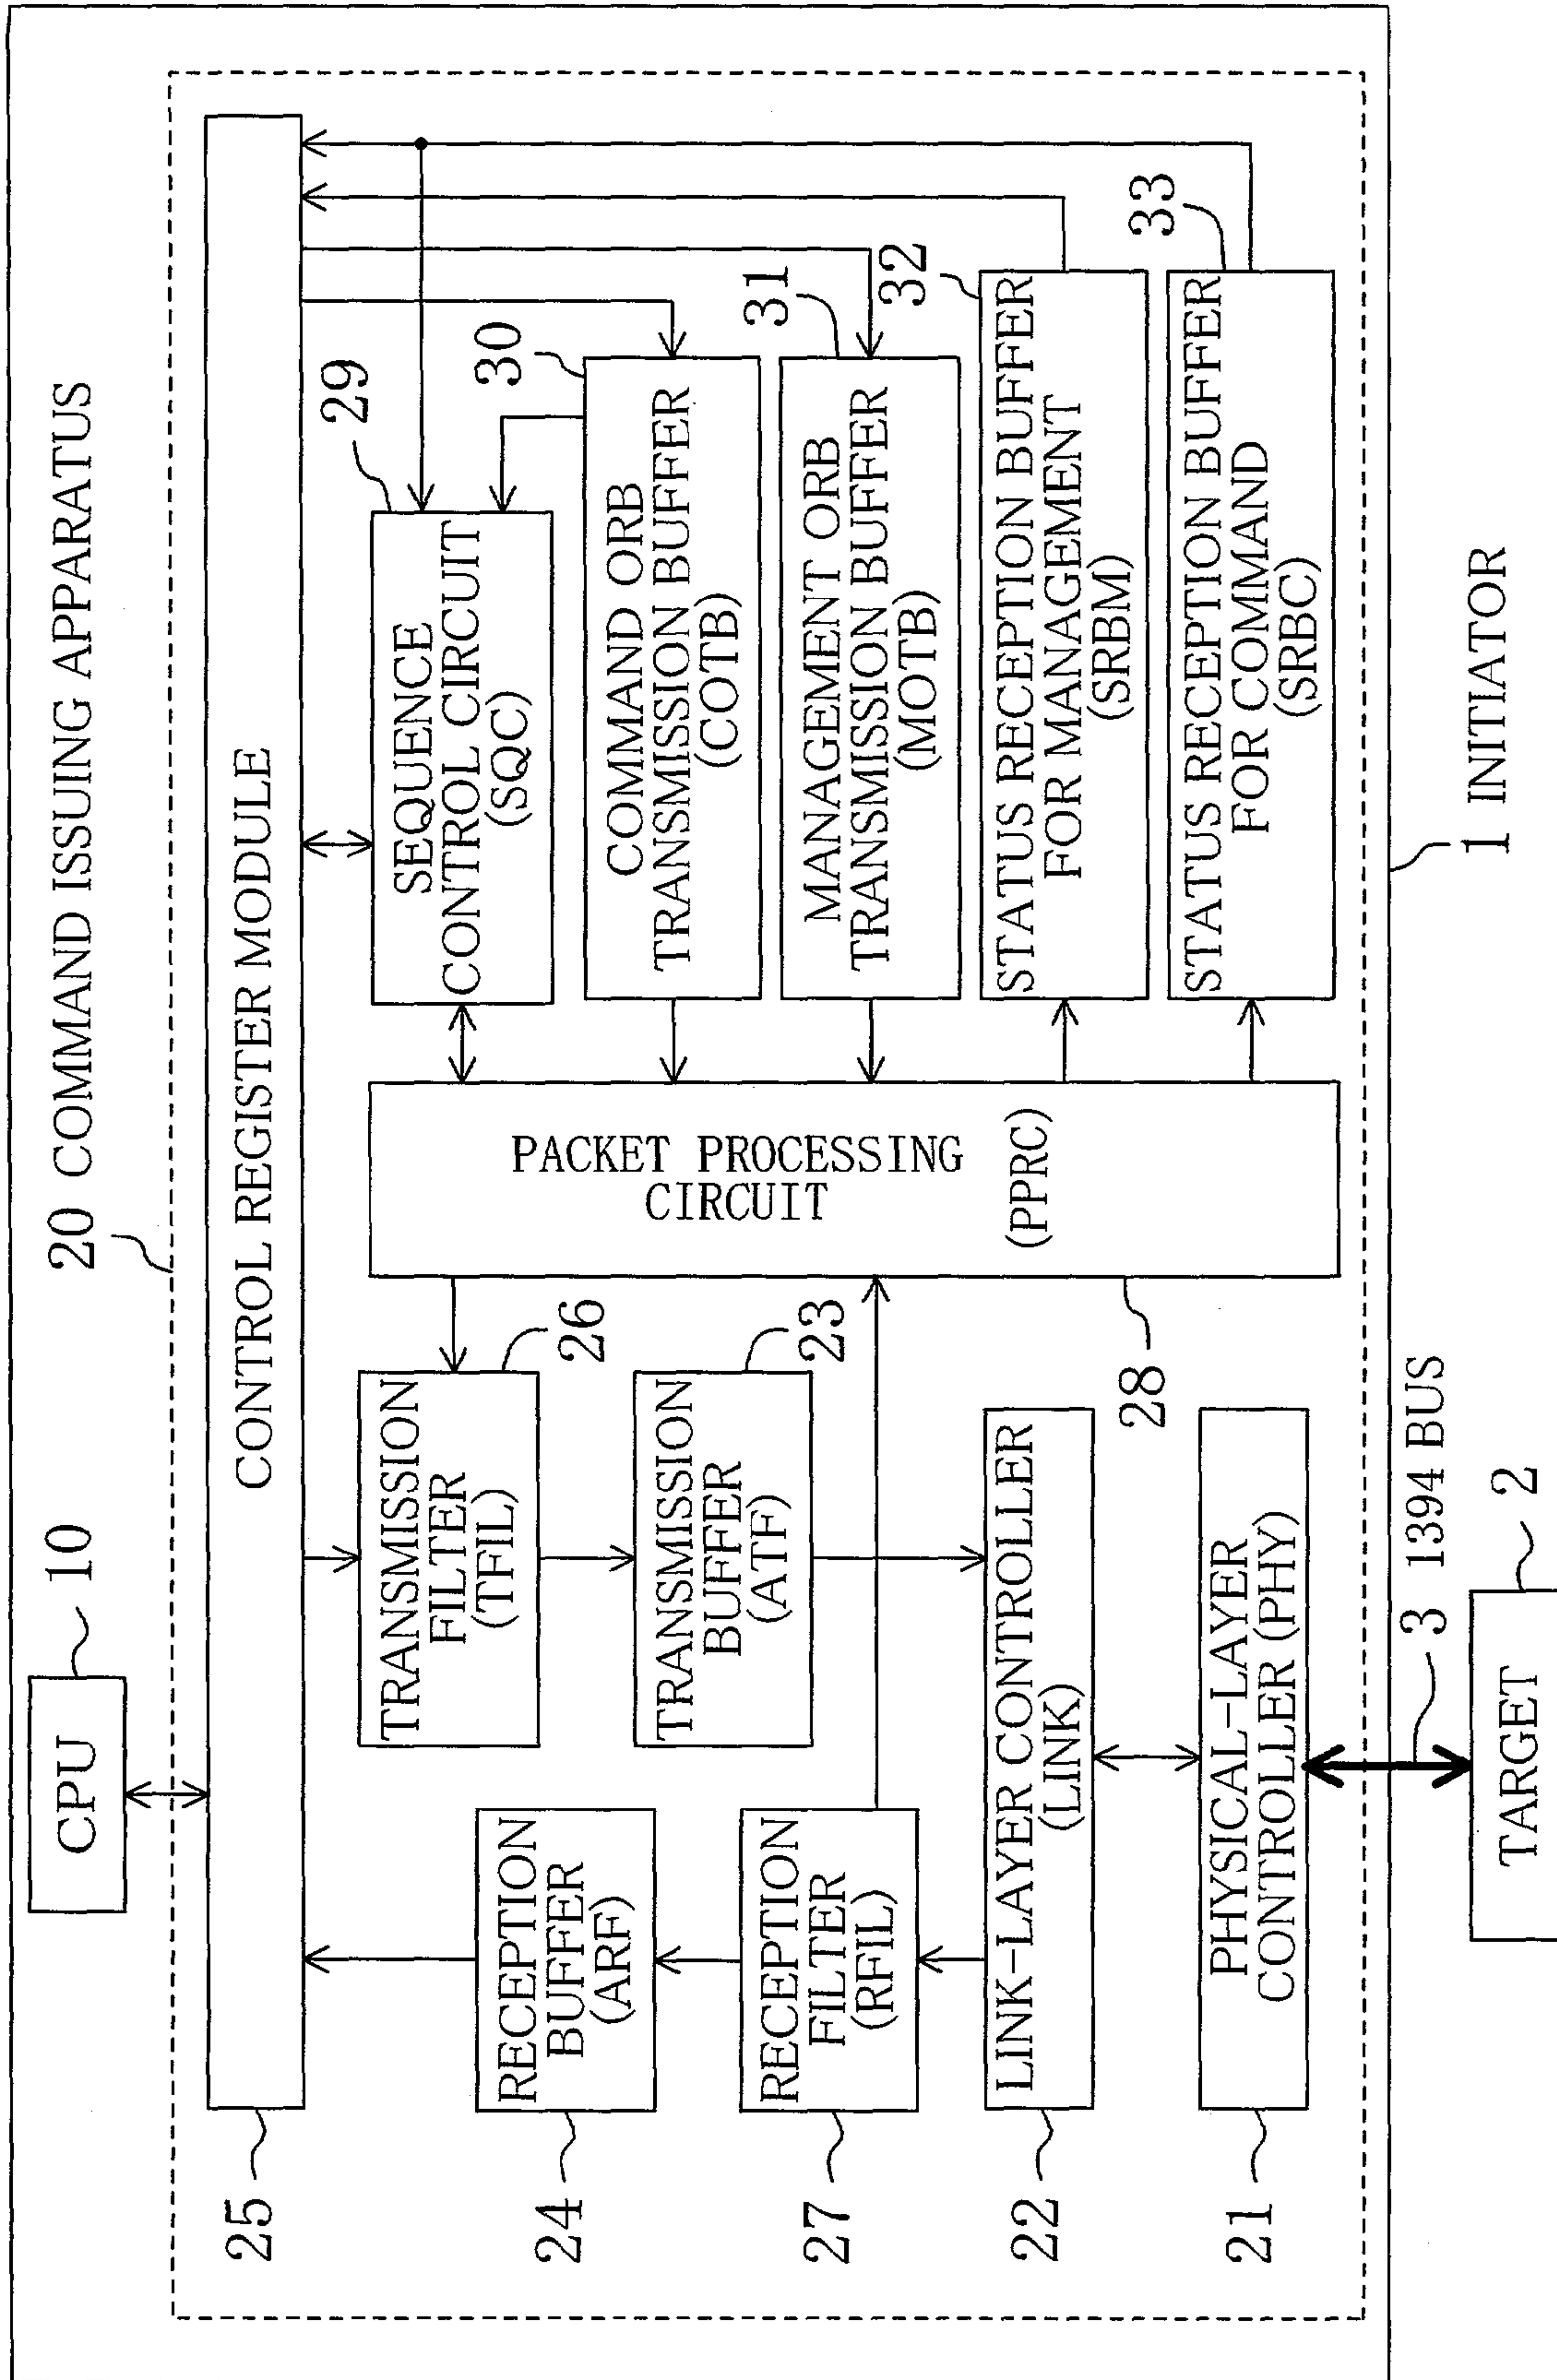 20 COMMAND ISSUING APPARATUS
CPU
10
CONTROL REGISTER MODULE
25
RECEPTION
BUFFER
(ARF)
24
RECEPTION
FILTER
(RFIL)
27
TRANSMISSION
FILTER
(TFIL)
26
TRANSMISSION
BUFFER
(ATF)
23
LINK-LAYER CONTROLLER
(LINK)
22
PHYSICAL-LAYER
CONTROLLER (PHY)
21
PACKET PROCESSING
CIRCUIT
(PPRC)
28
SEQUENCE
CONTROL CIRCUIT
(SQC)
29
COMMAND ORB
TRANSMISSION BUFFER
(COTB)
30
MANAGEMENT ORB
TRANSMISSION BUFFER
(MOTB)
31
STATUS RECEPTION BUFFER
FOR MANAGEMENT
(SRBM)
32
STATUS RECEPTION BUFFER
FOR COMMAND
(SRBC)
33
3 1394 BUS
1 INITIATOR
TARGET
2